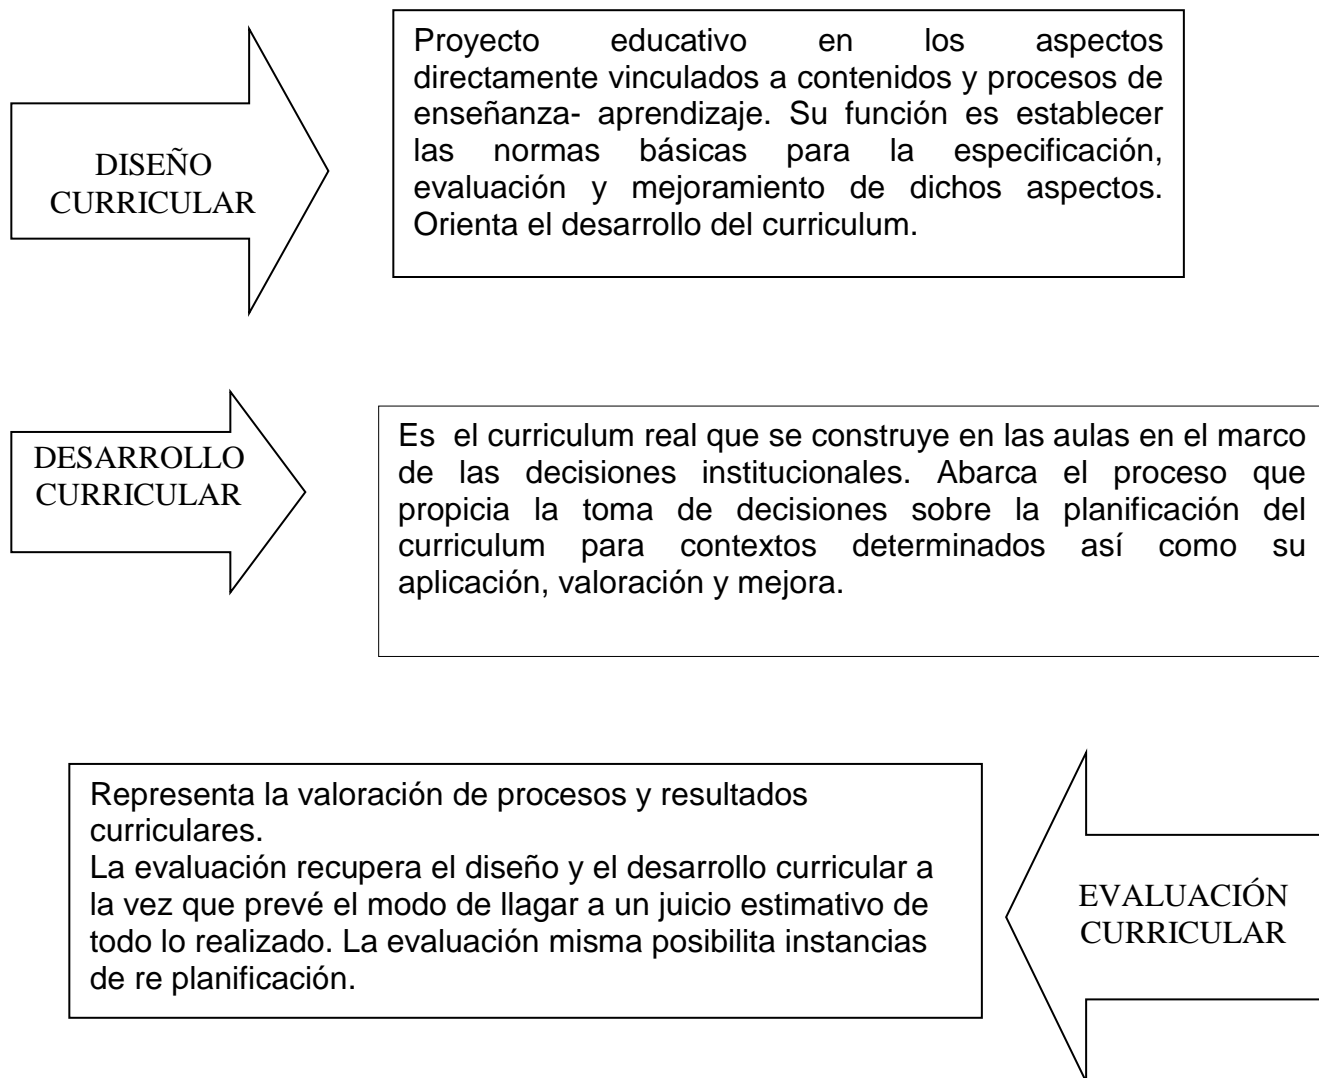 DISEÑO
CURRICULAR
Proyecto educativo en los aspectos
directamente vinculados a contenidos y procesos de
enseñanza- aprendizaje. Su función es establecer
las normas básicas para la especificación,
evaluación y mejoramiento de dichos aspectos.
Orienta el desarrollo del curriculum.
DESARROLLO
CURRICULAR
Es el curriculum real que se construye en las aulas en el marco
de las decisiones institucionales. Abarca el proceso que
propicia la toma de decisiones sobre la planificación del
curriculum para contextos determinados así como su
aplicación, valoración y mejora.
Representa la valoración de procesos y resultados
curriculares.
La evaluación recupera el diseño y el desarrollo curricular a
la vez que prevé el modo de llagar a un juicio estimativo de
todo lo realizado. La evaluación misma posibilita instancias
de re planificación.
EVALUACIÓN
CURRICULAR